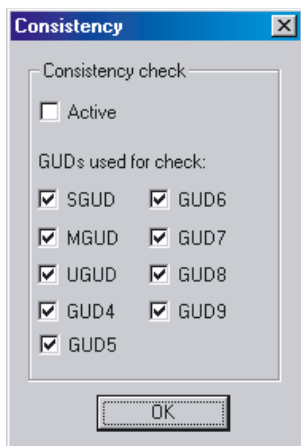 Consistency
Consistency check
Active
GUDs used for check:
SGUD GUD6
MGUD GUD7
UGUD GUD8
GUD4 GUD9
GUD5
OK